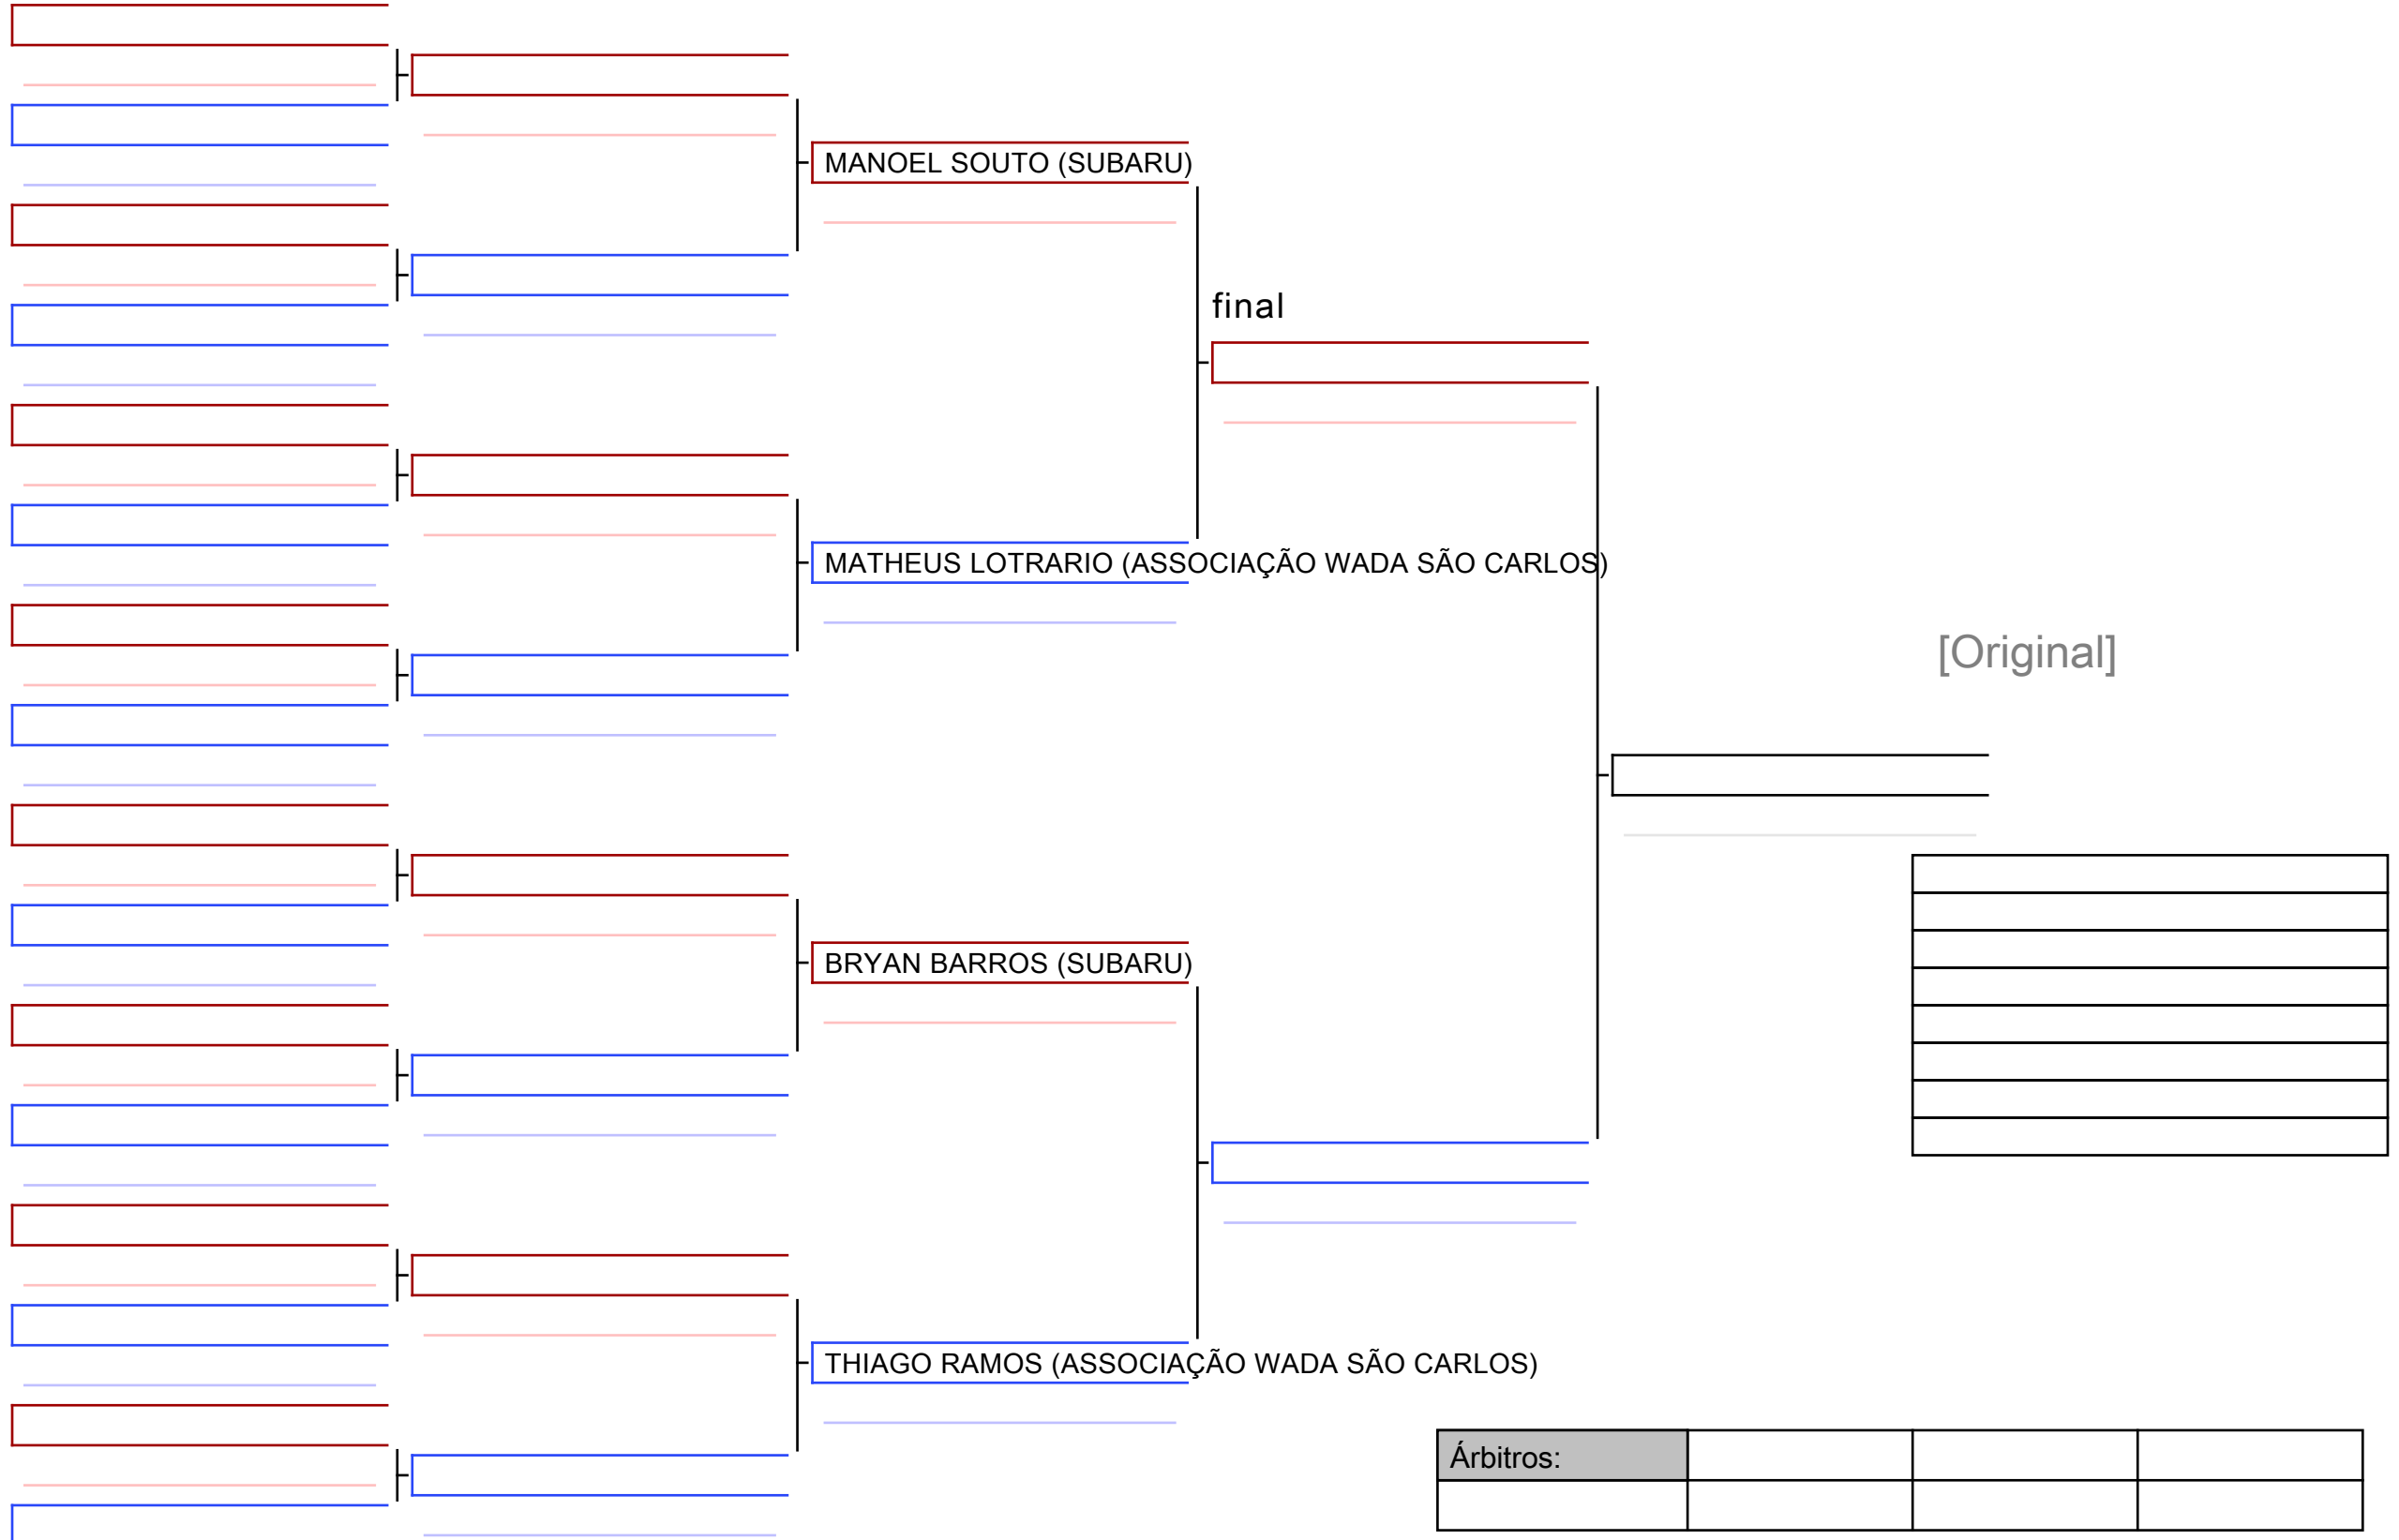 MANOEL SOUTO (SUBARU)
final
MATHEUS LOTRARIO (ASSOCIAÇÃO WADA SÃO CARLOS)
[Original]
BRYAN BARROS (SUBARU)
THIAGO RAMOS (ASSOCIAÇÃO WADA SÃO CARLOS)
Árbitros: